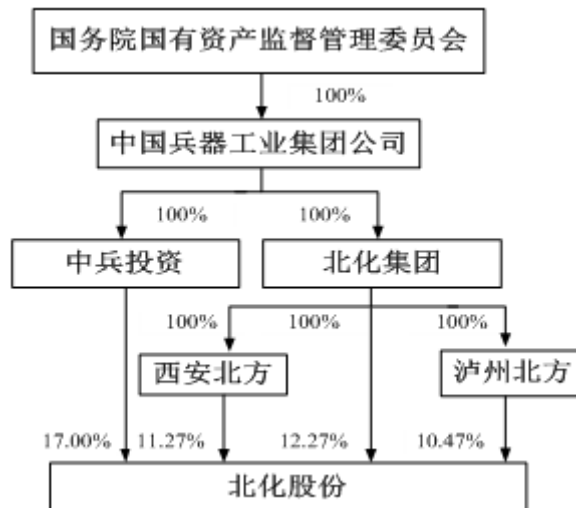 国务院国有资产监督管理委员会
100%
中国兵器工业集团公司
100%
100%
中兵投资
北化集团
100%
100%
100%
西安北方
泸州北方
17.00%
11.27%
12.27%
10.47%
北化股份